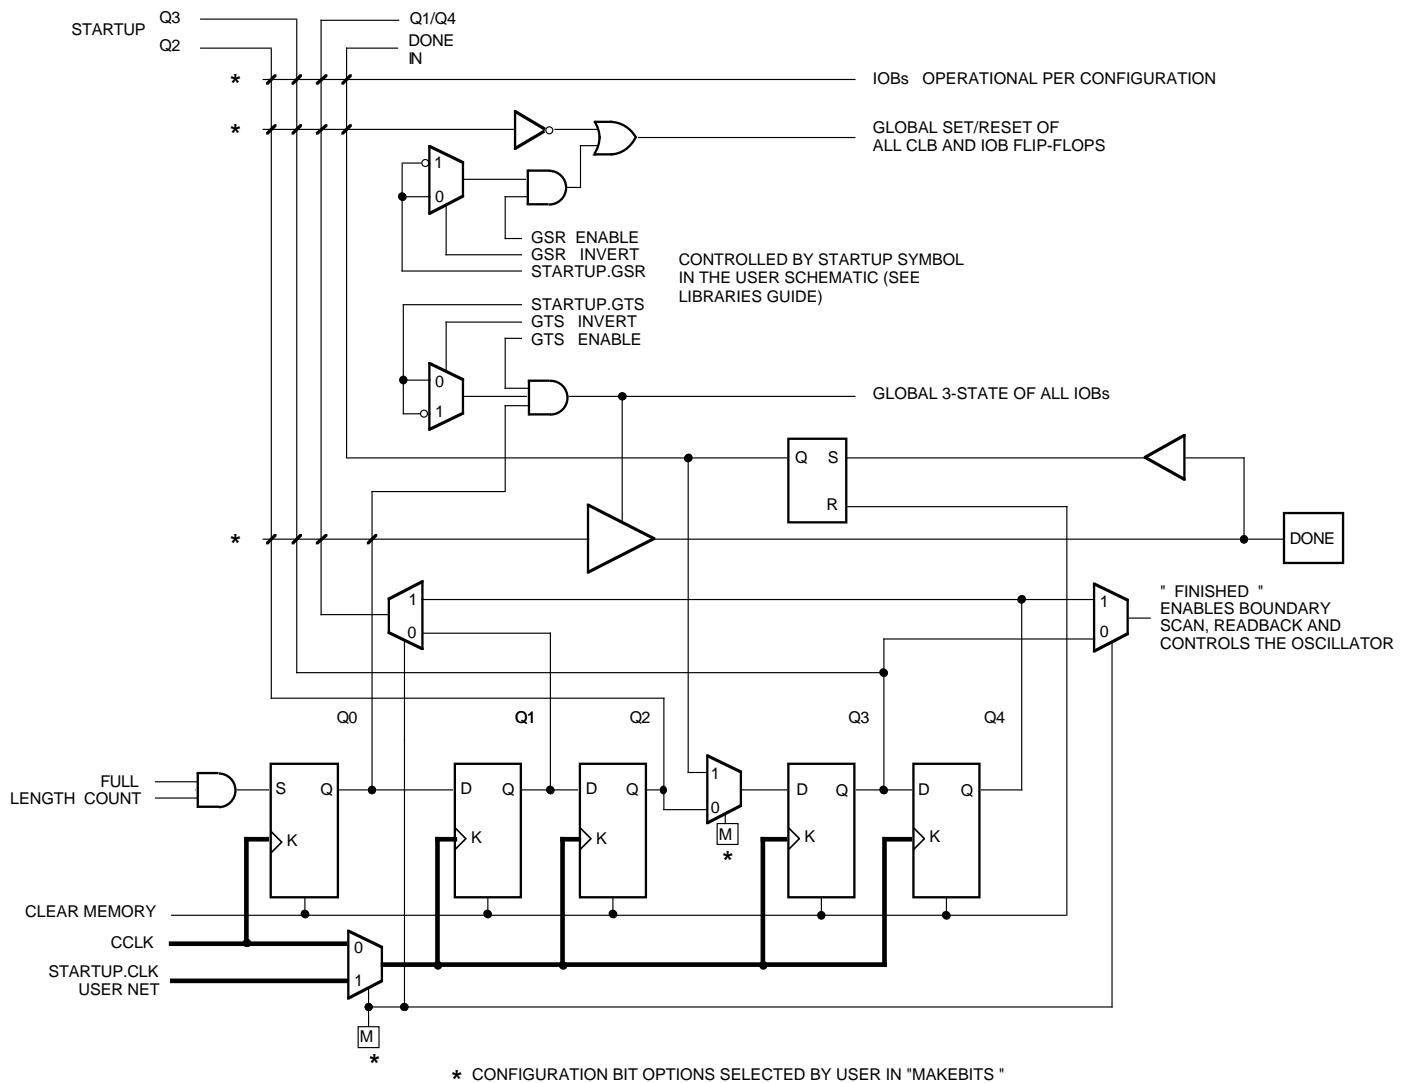 STARTUP
Q3
Q2
Q1/Q4
DONE
IN
* IOBs OPERATIONAL PER CONFIGURATION
*
GLOBAL SET/RESET OF
ALL CLB AND IOB FLIP-FLOPS
1
0
GSR ENABLE
GSR INVERT
STARTUP.GSR
CONTROLLED BY STARTUP SYMBOL
IN THE USER SCHEMATIC (SEE
LIBRARIES GUIDE)
STARTUP.GTS
GTS INVERT
GTS ENABLE
0
1
GLOBAL 3-STATE OF ALL IOBs
Q S
R
*
DONE
1
0
1
0
" FINISHED "
ENABLES BOUNDARY
SCAN, READBACK AND
CONTROLS THE OSCILLATOR
Q0 Q1 Q2 Q3 Q4
FULL
LENGTH COUNT
S Q
K
D Q
K
D Q
K
1
0
M
*
D Q
K
D Q
K
CLEAR MEMORY
CCLK
STARTUP.CLK
USER NET
0
1
M
*
* CONFIGURATION BIT OPTIONS SELECTED BY USER IN "MAKEBITS "